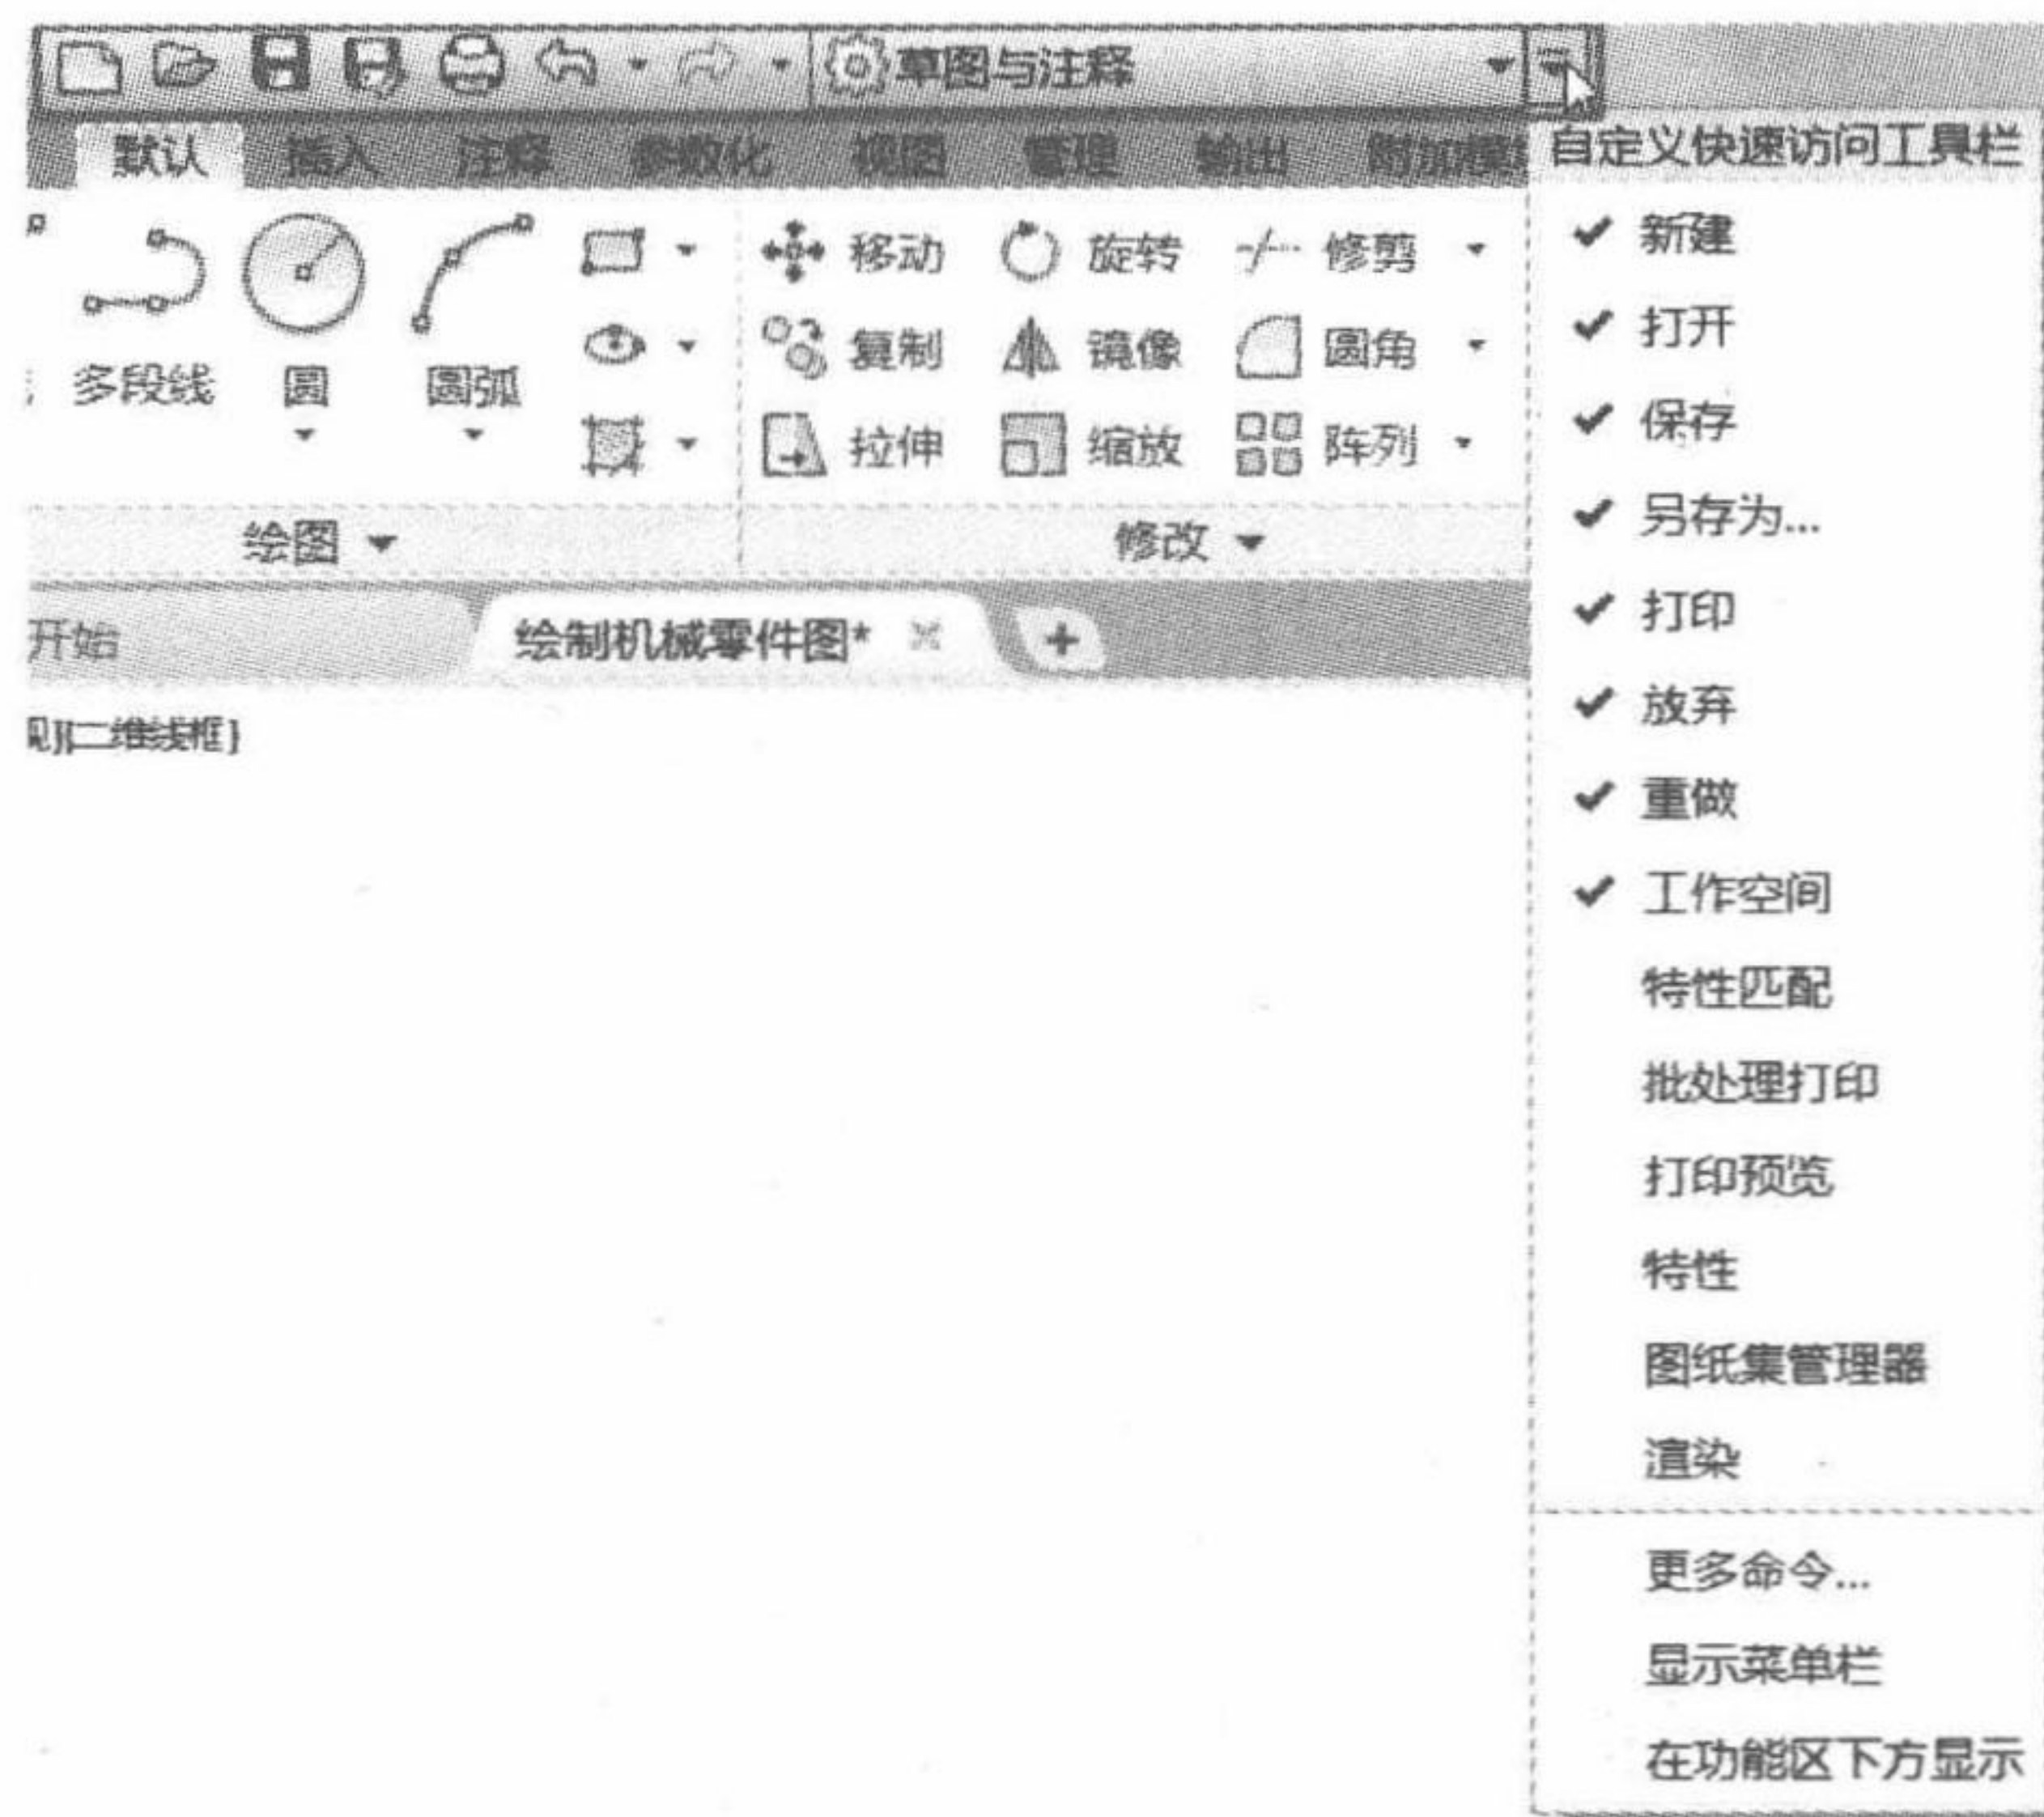 草图与注释
默认 插入 注释 参数化 视图 管理 输出 附加模
自定义快速访问工具栏
移动 旋转 修剪
多段线 圆 圆弧 复制 镜像 圆角
拉伸 缩放 阵列
绘图 修改
开始 绘制机械零件图* +
视][二维线框]
新建
打开
保存
另存为...
打印
放弃
重做
工作空间
特性匹配
批处理打印
打印预览
特性
图纸集管理器
渲染
更多命令...
显示菜单栏
在功能区下方显示